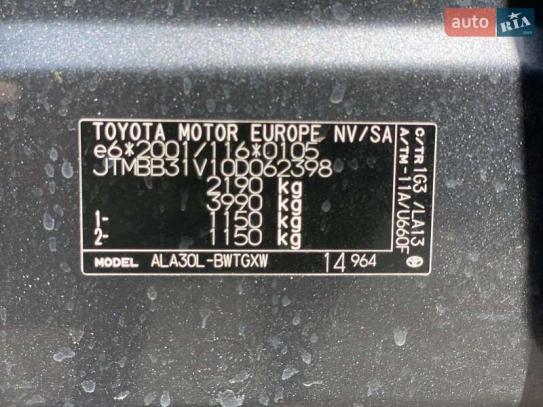 auto RIA.com
TOYOTA MOTOR EUROPE NV/SA
e6*2001/116*0105
JTMBB31V10D062398
2190 kg
3990 kg
1- 1150 kg
2- 1150 kg
MODEL ALA30L-BWTGXW 14 964
C/TR 1G3 /LA13
A/TM -11A/U660F